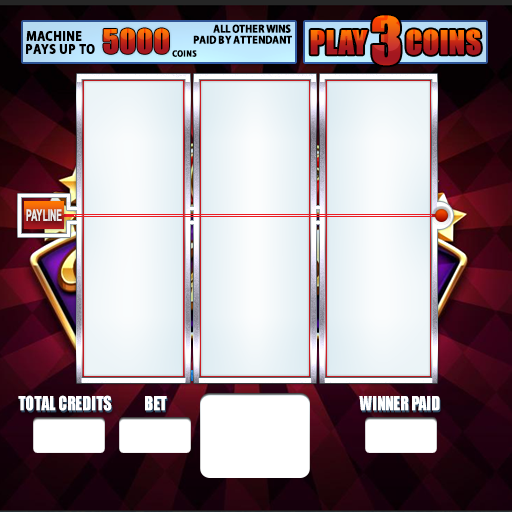 MACHINE
PAYS UP TO
5000
COINS
ALL OTHER WINS
PAID BY ATTENDANT
PLAY 3 COINS
PAYLINE
TOTAL CREDITS
BET
WINNER PAID